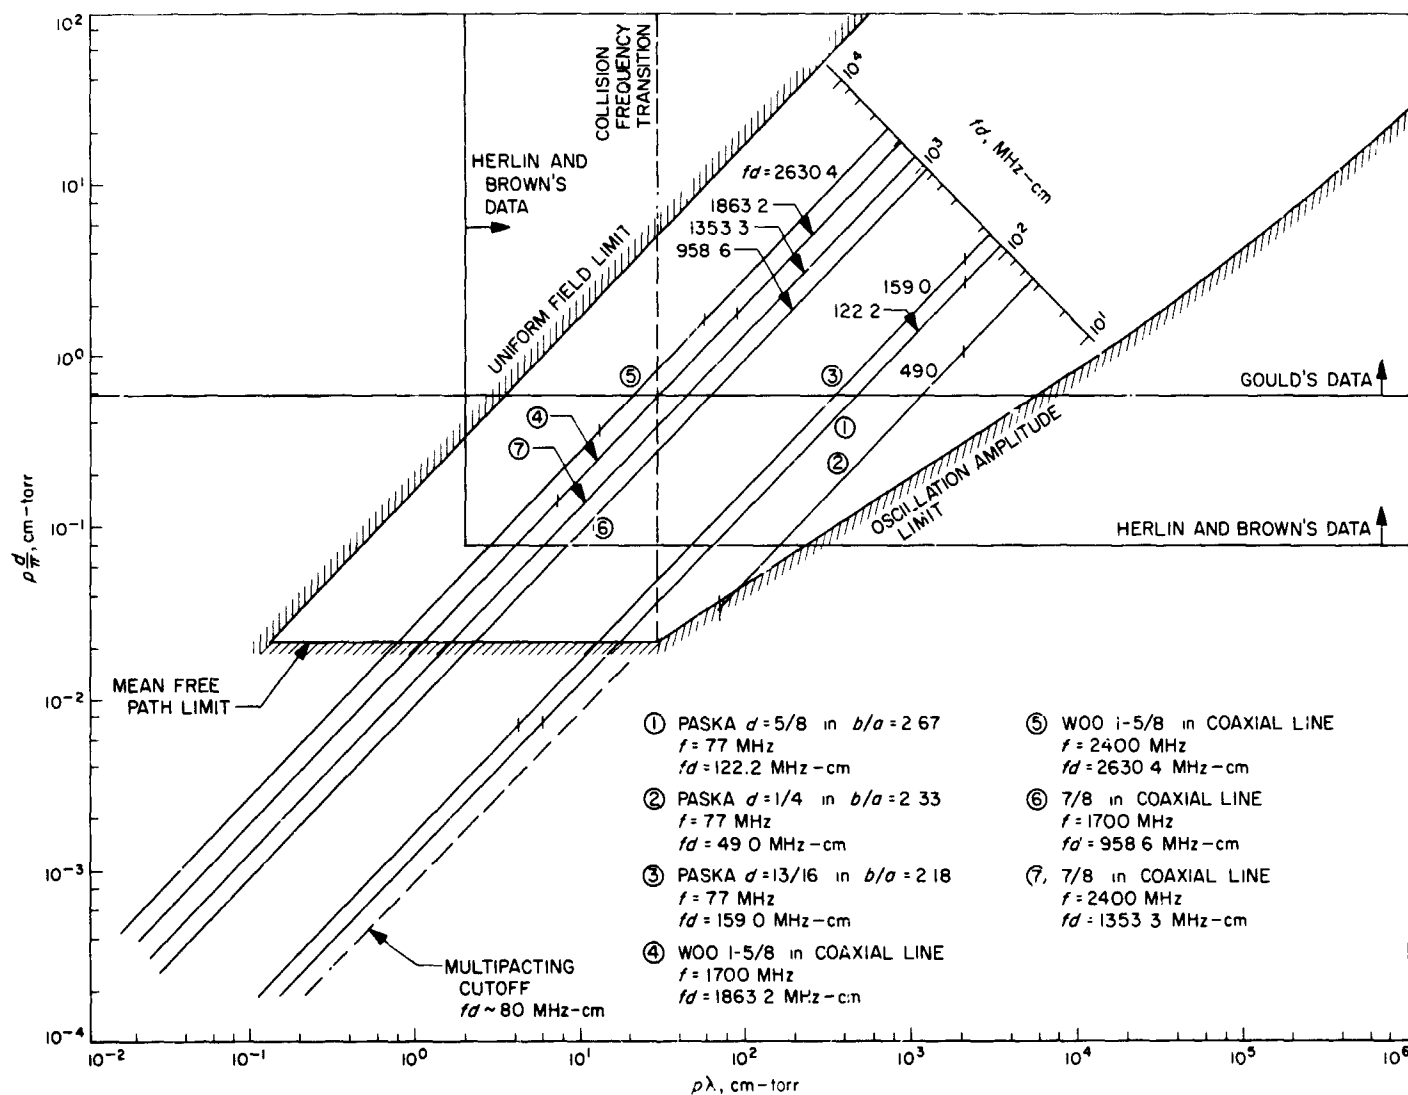 10²
10¹
10⁰
10⁻¹
10⁻²
10⁻³
10⁻⁴
p d/π, cm-torr
COLLISION
FREQUENCY
TRANSITION
HERLIN AND
BROWN'S
DATA
UNIFORM FIELD LIMIT
fd = 2630 4
1863 2
1353 3
958 6
10⁴
10³
10²
10¹
fd, MHz-cm
159 0
122 2
49 0
⑤
④
⑦
⑥
③
①
②
GOULD'S DATA
OSCILLATION AMPLITUDE
LIMIT
HERLIN AND BROWN'S DATA
MEAN FREE
PATH LIMIT
MULTIPACTING
CUTOFF
fd ~ 80 MHz-cm
① PASKA d = 5/8 in b/a = 2 67
f = 77 MHz
fd = 122.2 MHz-cm
② PASKA d = 1/4 in b/a = 2 33
f = 77 MHz
fd = 49 0 MHz-cm
③ PASKA d = 13/16 in b/a = 2 18
f = 77 MHz
fd = 159 0 MHz-cm
④ WOO 1-5/8 in COAXIAL LINE
f = 1700 MHz
fd = 1863 2 MHz-cm
⑤ WOO 1-5/8 in COAXIAL LINE
f = 2400 MHz
fd = 2630 4 MHz-cm
⑥ 7/8 in COAXIAL LINE
f = 1700 MHz
fd = 958 6 MHz-cm
⑦, 7/8 in COAXIAL LINE
f = 2400 MHz
fd = 1353 3 MHz-cm
10⁻²
10⁻¹
10⁰
10¹
10²
10³
10⁴
10⁵
10⁶
pλ, cm-torr